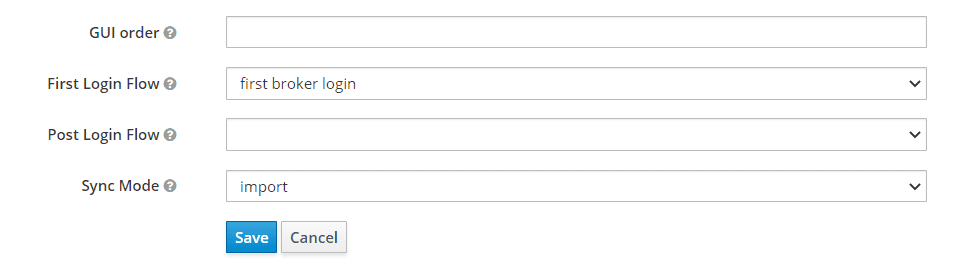 GUI order
First Login Flow first broker login
Post Login Flow
Sync Mode import
Save Cancel